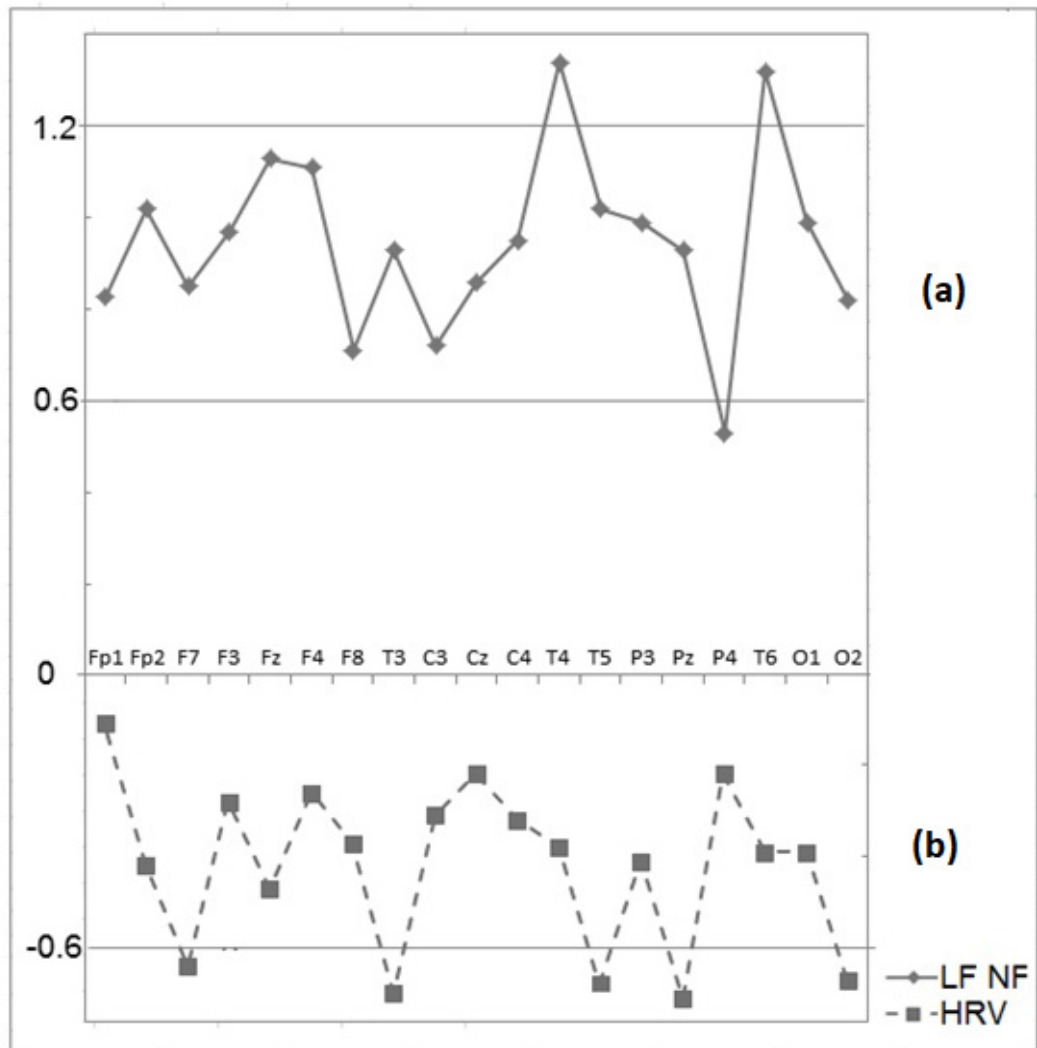 1.2
(a)
0.6
Fp1 Fp2 F7 F3 Fz F4 F8 T3 C3 Cz C4 T4 T5 P3 Pz P4 T6 O1 O2
0
(b)
-0.6
LF NF
HRV